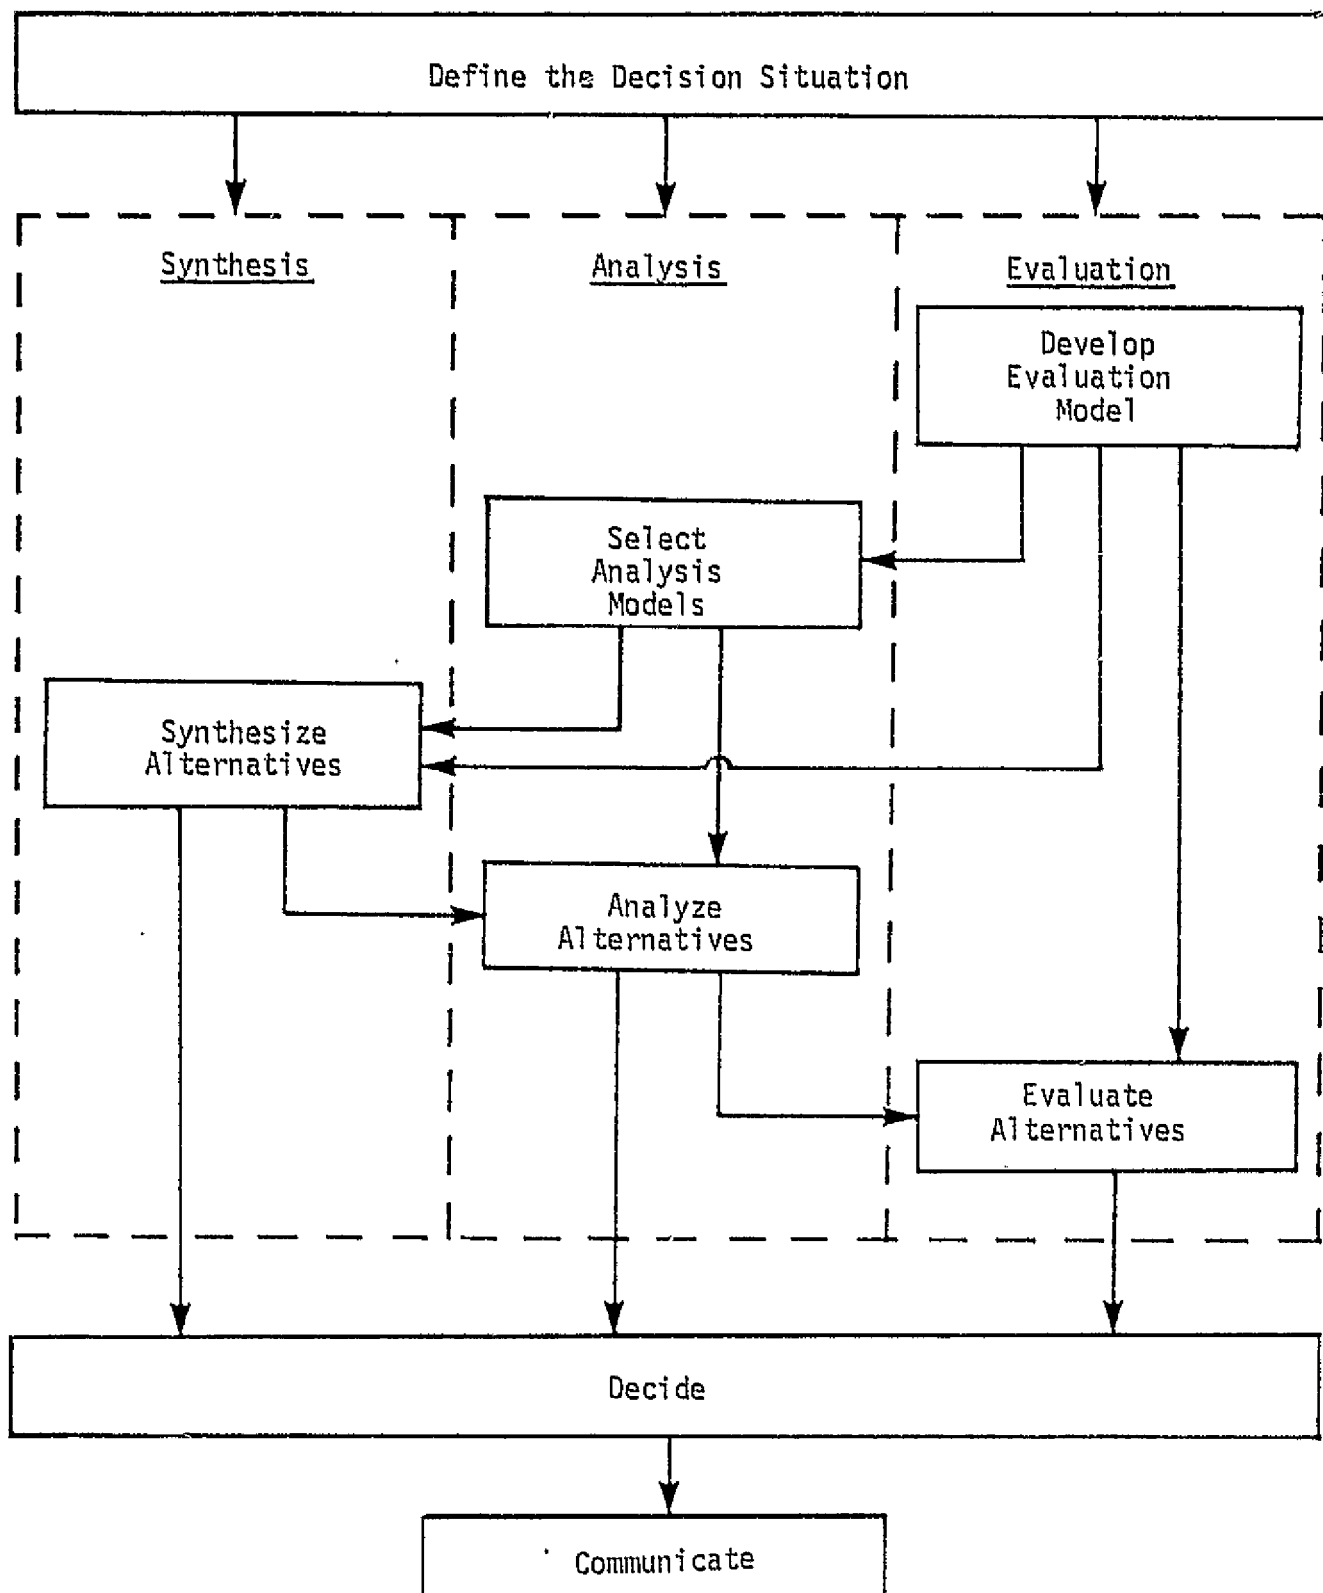 Define the Decision Situation
Synthesis
Analysis
Evaluation
Develop
Evaluation
Model
Select
Analysis
Models
Synthesize
Alternatives
Analyze
Alternatives
Evaluate
Alternatives
Decide
Communicate